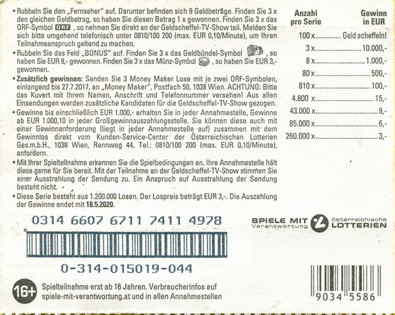 • Rubbeln Sie den „Fernseher" auf. Darunter befinden sich 9 Geldbeträge. Finden Sie 3 x
den gleichen Geldbetrag, so haben Sie diesen Betrag 1 x gewonnen. Finden Sie 3 x das
ORF-Symbol ORF, so nehmen Sie direkt an der Geldscheffel-TV-Show teil. Melden Sie
sich bitte umgehend telefonisch unter 0810/100 200 (max. EUR 0,10/Minute), um Ihren
Teilnahmeanspruch geltend zu machen.
• Rubbeln Sie das Feld „BONUS" auf. Finden Sie 3 x das Geldbündel-Symbol, so
haben Sie EUR 9,- gewonnen. Finden Sie 3 x das Münz-Symbol, so haben Sie EUR 3,-
gewonnen.
• Zusätzlich gewinnen: Senden Sie 3 Money Maker Lose mit je zwei ORF-Symbolen,
einlangend bis 27.7.2017, an „Money Maker", Postfach 50, 1038 Wien. ACHTUNG: Bitte
das Kuvert mit Ihrem Namen, Anschrift und Telefonnummer versehen! Aus allen
Einsendungen werden zusätzliche Kandidaten für die Geldscheffel-TV-Show gezogen.
• Gewinne bis einschließlich EUR 1.000,- erhalten Sie in jeder Annahmestelle, Gewinne
ab EUR 1.000,10 in jeder Großgewinnauszahlungsstelle. Sie können diese auch mit
einer Gewinnanforderung (liegt in jeder Annahmestelle auf) zusammen mit dem
Gewinnlos direkt vom Kunden-Service-Center der Österreichischen Lotterien
Ges.m.b.H., 1038 Wien, Rennweg 44, Tel.: 0810/100 200 (max. EUR 0,10/Minute),
anfordern.
• Mit Ihrer Spielteilnahme erkennen Sie die Spielbedingungen an. Ihre Annahmestelle hält
diese gerne für Sie bereit. Mit der Teilnahme an der Geldscheffel-TV-Show stimmen Sie
einer Ausstrahlung der Sendung zu. Ein Anspruch auf Ausstrahlung der Sendung
besteht nicht.
• Diese Serie besteht aus 1.200.000 Losen. Der Lospreis beträgt EUR 3,-. Die Auszahlung
der Gewinne endet mit 18.5.2020.
Anzahl pro Serie Gewinn in EUR
100 x Geld scheffeln!
3 x 10.000,-
8 x 1.000,-
80 x 500,-
810 x 100,-
4.800 x 15,-
43.000 x 9,-
85.000 x 6,-
260.000 x 3,-
0314 6607 6711 7411 4978
0-314-015019-044
SPIELE MIT Verantwortung
österreichische LOTTERIEN
16+
Spielteilnahme erst ab 16 Jahren. Verbraucherinfos auf
spiele-mit-verantwortung.at und in allen Annahmestellen
9034 5586